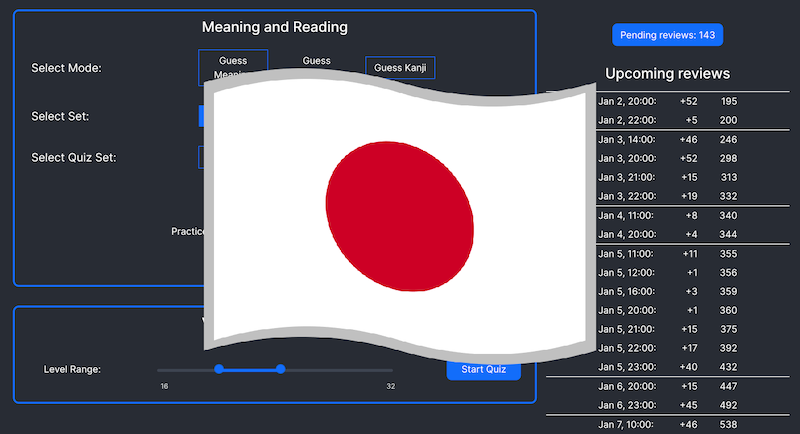 Meaning and Reading
Select Mode:
Guess
Guess
Guess Kanji
Select Set:
Select Quiz Set:
Practice
Level Range:
16
32
Start Quiz
Pending reviews: 143
Upcoming reviews
Jan 2, 20:00: +52 195
Jan 2, 22:00: +5 200
Jan 3, 14:00: +46 246
Jan 3, 20:00: +52 298
Jan 3, 21:00: +15 313
Jan 3, 22:00: +19 332
Jan 4, 11:00: +8 340
Jan 4, 20:00: +4 344
Jan 5, 11:00: +11 355
Jan 5, 12:00: +1 356
Jan 5, 16:00: +3 359
Jan 5, 20:00: +1 360
Jan 5, 21:00: +15 375
Jan 5, 22:00: +17 392
Jan 5, 23:00: +40 432
Jan 6, 20:00: +15 447
Jan 6, 23:00: +45 492
Jan 7, 10:00: +46 538